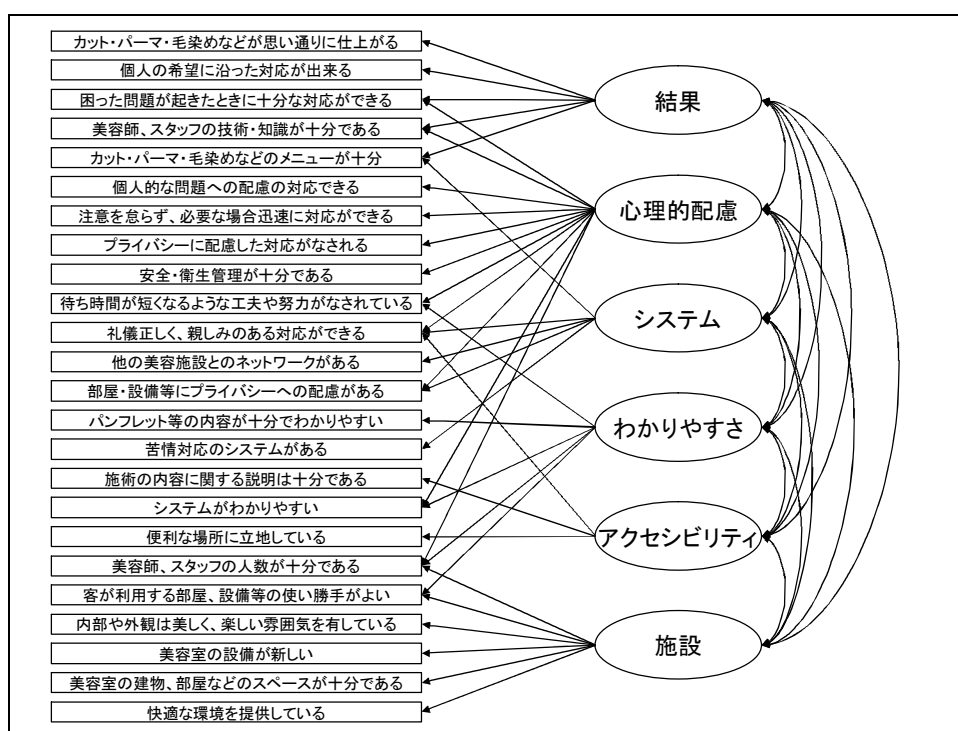 カット・パーマ・毛染めなどが思い通りに仕上がる
個人の希望に沿った対応が出来る
困った問題が起きたときに十分な対応ができる
美容師、スタッフの技術・知識が十分である
カット・パーマ・毛染めなどのメニューが十分
個人的な問題への配慮の対応できる
注意を怠らず、必要な場合迅速に対応ができる
プライバシーに配慮した対応がなされる
安全・衛生管理が十分である
待ち時間が短くなるような工夫や努力がなされている
礼儀正しく、親しみのある対応ができる
他の美容施設とのネットワークがある
部屋・設備等にプライバシーへの配慮がある
パンフレット等の内容が十分でわかりやすい
苦情対応のシステムがある
施術の内容に関する説明は十分である
システムがわかりやすい
便利な場所に立地している
美容師、スタッフの人数が十分である
客が利用する部屋、設備等の使い勝手がよい
内部や外観は美しく、楽しい雰囲気を有している
美容室の設備が新しい
美容室の建物、部屋などのスペースが十分である
快適な環境を提供している
結果
心理的配慮
システム
わかりやすさ
アクセシビリティ
施設